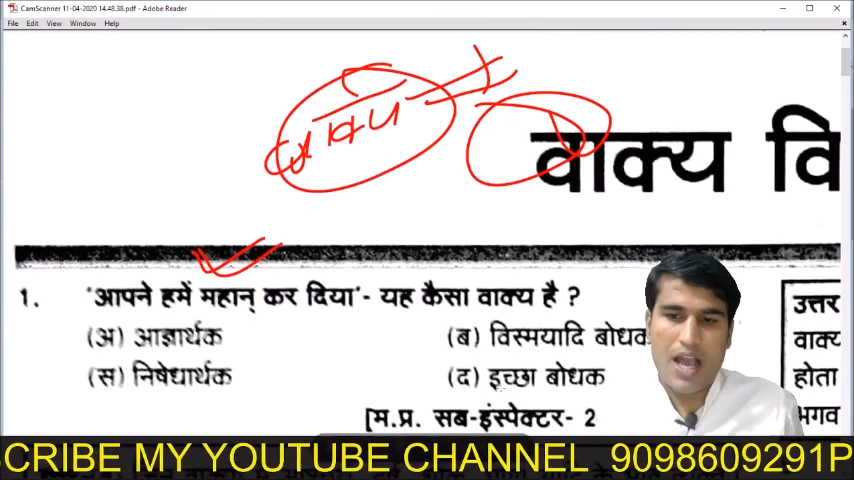 CamScanner 11-04-2020 14.48.38.pdf - Adobe Reader
File Edit View Window Help
वाक्य वि
1. 'आपने हमें महान् कर दिया'- यह कैसा वाक्य है ?
(अ) आज्ञार्थक (ब) विस्मयादि बोधक
(स) निषेधार्थक (द) इच्छा बोधक
[म.प्र. सब-इंस्पेक्टर- 2
उत्तर
वाक्य
होता
भगव
SCRIBE MY YOUTUBE CHANNEL 9098609291P